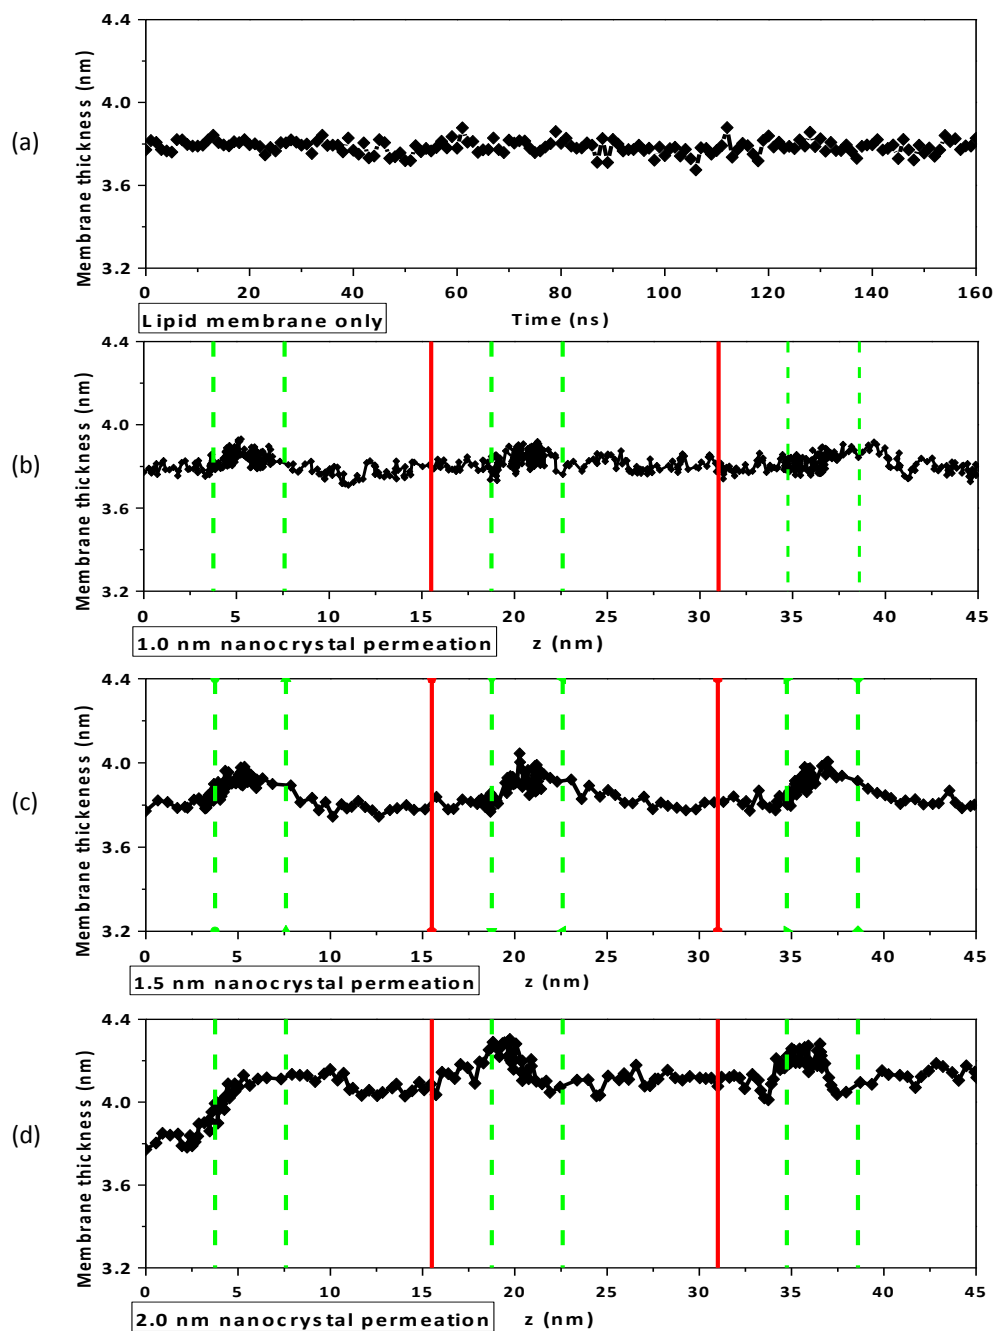 (a)
Membrane thickness (nm)
4.4
4.0
3.6
3.2
0 20 40 60 80 100 120 140 160
Lipid membrane only
Time (ns)
(b)
Membrane thickness (nm)
4.4
4.0
3.6
3.2
0 5 10 15 20 25 30 35 40 45
1.0 nm nanocrystal permeation
z (nm)
(c)
Membrane thickeness (nm)
4.4
4.0
3.6
3.2
0 5 10 15 20 25 30 35 40 45
1.5 nm nanocrystal permeation
z (nm)
(d)
Membrane thickness (nm)
4.4
4.0
3.6
3.2
0 5 10 15 20 25 30 35 40 45
2.0 nm nanocrystal permeation
z (nm)